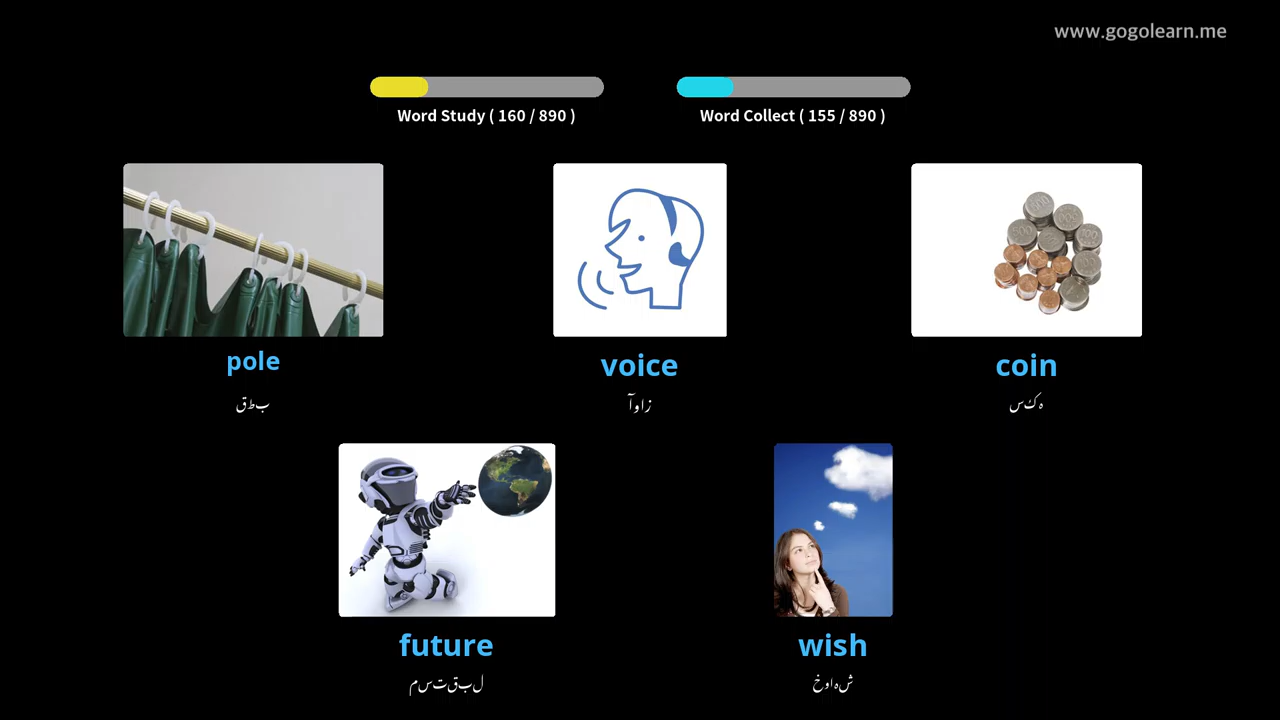 www.gogolearn.me
Word Study ( 160 / 890 )
Word Collect ( 155 / 890 )
pole
بطق
voice
زاوآ
coin
ہکس
future
لبقتسم
wish
شہاوخ